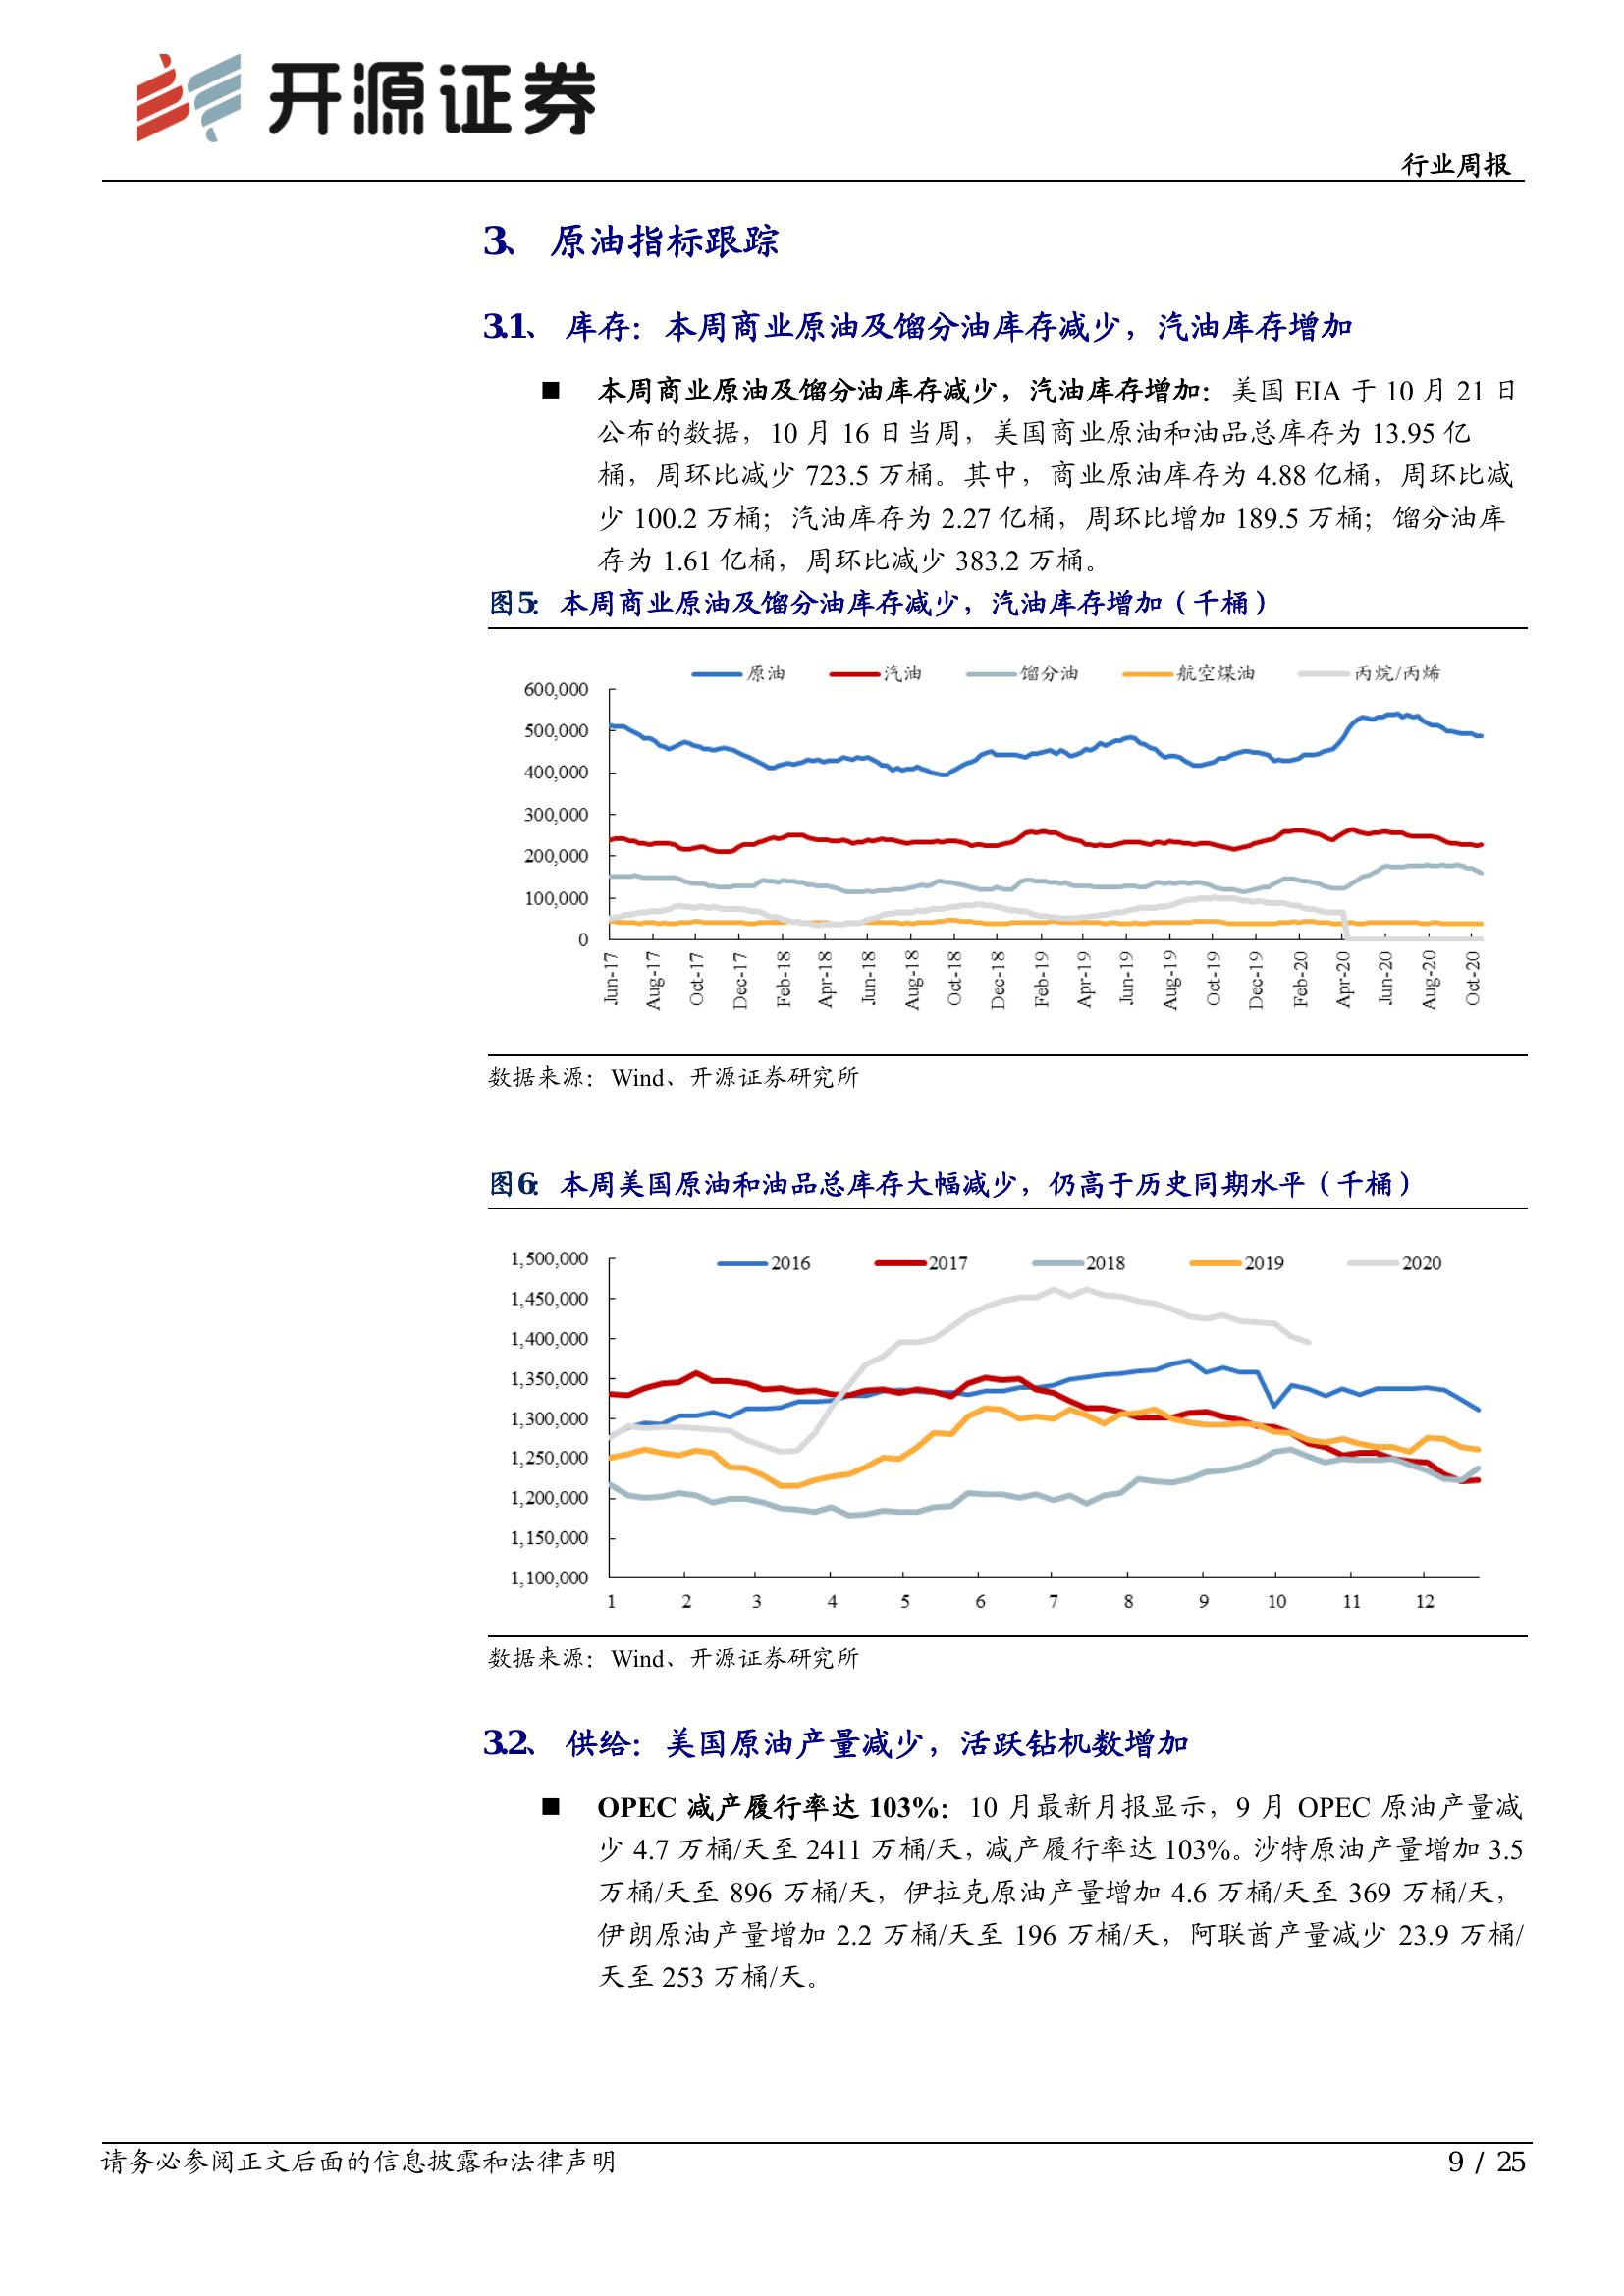 开源证券
行业周报
3、 原油指标跟踪
3.1、 库存：本周商业原油及馏分油库存减少，汽油库存增加
■ 本周商业原油及馏分油库存减少，汽油库存增加：美国 EIA 于 10 月 21 日
公布的数据，10 月 16 日当周，美国商业原油和油品总库存为 13.95 亿
桶，周环比减少 723.5 万桶。其中，商业原油库存为 4.88 亿桶，周环比减
少 100.2 万桶；汽油库存为 2.27 亿桶，周环比增加 189.5 万桶；馏分油库
存为 1.61 亿桶，周环比减少 383.2 万桶。
图5：本周商业原油及馏分油库存减少，汽油库存增加（千桶）
原油 汽油 馏分油 航空煤油 丙烷/丙烯
600,000
500,000
400,000
300,000
200,000
100,000
0
Jun-17 Aug-17 Oct-17 Dec-17 Feb-18 Apr-18 Jun-18 Aug-18 Oct-18 Dec-18 Feb-19 Apr-19 Jun-19 Aug-19 Oct-19 Dec-19 Feb-20 Apr-20 Jun-20 Aug-20 Oct-20
数据来源：Wind、开源证券研究所
图6：本周美国原油和油品总库存大幅减少，仍高于历史同期水平（千桶）
2016 2017 2018 2019 2020
1,500,000
1,450,000
1,400,000
1,350,000
1,300,000
1,250,000
1,200,000
1,150,000
1,100,000
1 2 3 4 5 6 7 8 9 10 11 12
数据来源：Wind、开源证券研究所
3.2、 供给：美国原油产量减少，活跃钻机数增加
■ OPEC 减产履行率达 103%：10 月最新月报显示，9 月 OPEC 原油产量减
少 4.7 万桶/天至 2411 万桶/天，减产履行率达 103%。沙特原油产量增加 3.5
万桶/天至 896 万桶/天，伊拉克原油产量增加 4.6 万桶/天至 369 万桶/天，
伊朗原油产量增加 2.2 万桶/天至 196 万桶/天，阿联酋产量减少 23.9 万桶/
天至 253 万桶/天。
请务必参阅正文后面的信息披露和法律声明
9 / 25